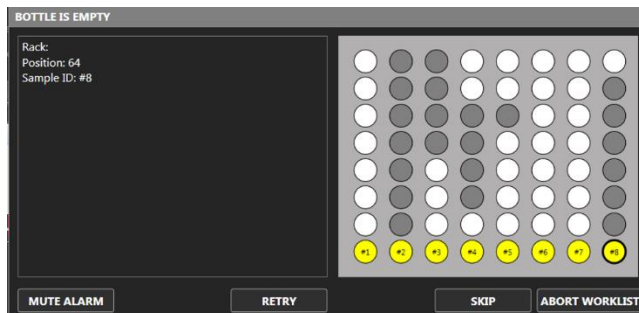 BOTTLE IS EMPTY
Rack:
Position: 64
Sample ID: #8
#1 #2 #3 #4 #5 #6 #7 #8
MUTE ALARM RETRY SKIP ABORT WORKLIST